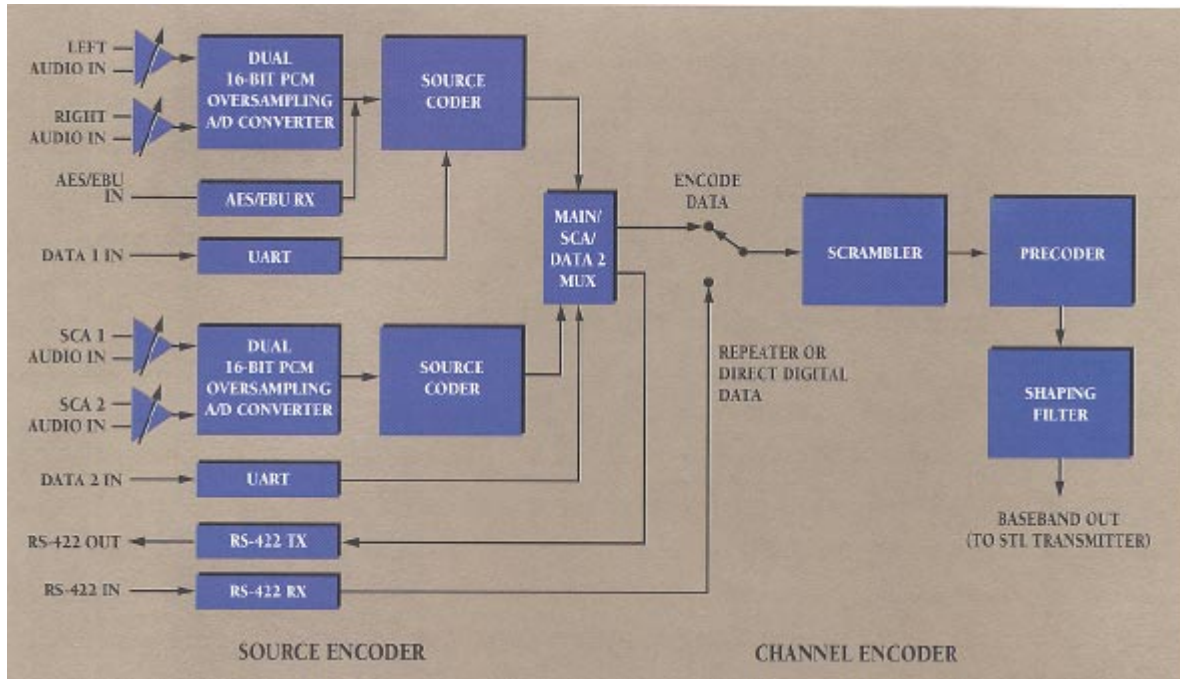 LEFT
AUDIO IN
RIGHT
AUDIO IN
AES/EBU
IN
DATA 1 IN
DUAL
16-BIT PCM
OVERSAMPLING
A/D CONVERTER
AES/EBU RX
UART
SOURCE
CODER
SCA 1
AUDIO IN
SCA 2
AUDIO IN
DATA 2 IN
RS-422 OUT
RS-422 IN
DUAL
16-BIT PCM
OVERSAMPLING
A/D CONVERTER
UART
RS-422 TX
RS-422 RX
SOURCE
CODER
MAIN/
SCA/
DATA 2
MUX
ENCODE
DATA
REPEATER OR
DIRECT DIGITAL
DATA
SCRAMBLER
PRECODER
SHAPING
FILTER
BASEBAND OUT
(TO STL TRANSMITTER)
SOURCE ENCODER
CHANNEL ENCODER